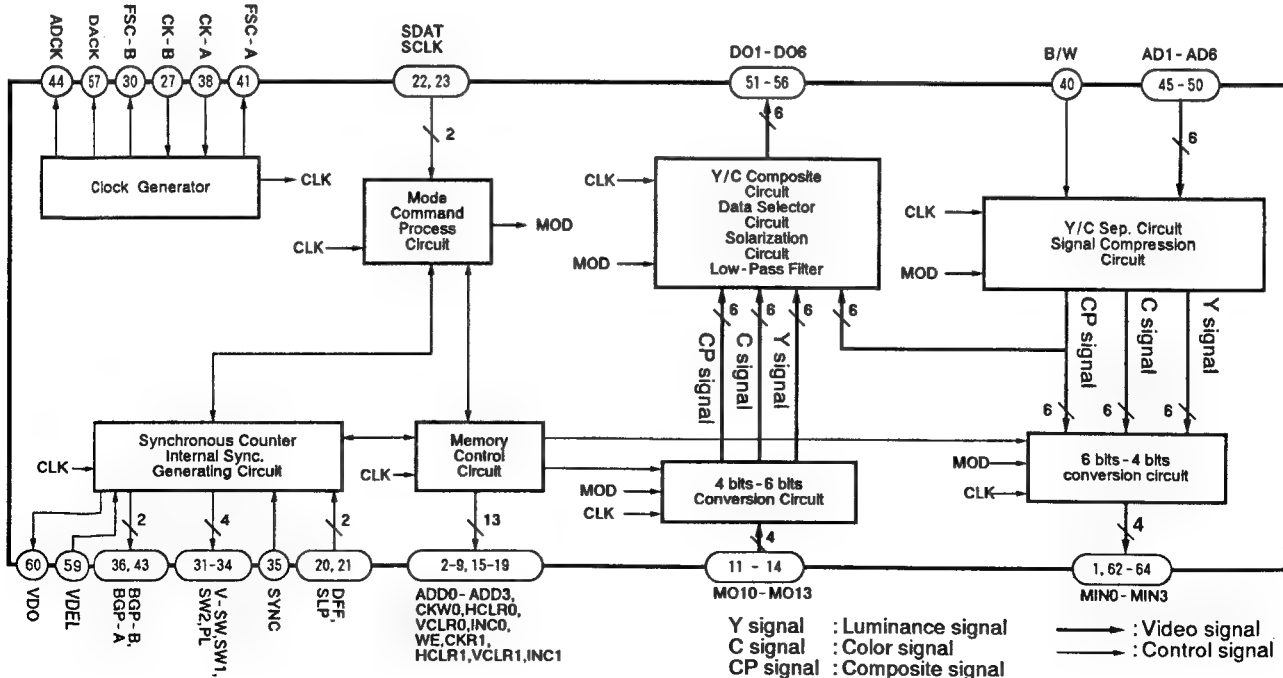 ADCK
DACK
FSC-B
CK-B
CK-A
FSC-A
SDAT
SCLK
DO1-DO6
B/W
AD1-AD6
44
57
30
27
38
41
22, 23
51-56
40
45-50
2
6
6
Clock Generator
CLK
Mode
Command
Process
Circuit
CLK
MOD
Y/C Composite
Circuit
Data Selector
Circuit
Solarization
Circuit
Low-Pass Filter
CLK
MOD
Y/C Sep. Circuit
Signal Compression
Circuit
CLK
MOD
6
6
6
6
CP signal
C signal
Y signal
CP signal
C signal
Y signal
6
6
6
Synchronous Counter
Internal Sync.
Generating Circuit
CLK
Memory
Control
Circuit
CLK
4 bits-6 bits
Conversion Circuit
MOD
CLK
6 bits-4 bits
conversion circuit
MOD
CLK
2
4
2
13
4
4
60
59
36, 43
31-34
35
20, 21
2-9, 15-19
11 - 14
1, 62-64
VDO
VDEL
BGP-B,
BGP-A
V-SW,SW1,
SW2,PL
SYNC
DFF,
SLP,
ADD0-ADD3,
CKW0,HCLR0,
VCLR0,INC0,
WE,CKR1,
HCLR1,VCLR1,INC1
MO10-MO13
MIN0-MIN3
Y signal : Luminance signal
C signal : Color signal
CP signal : Composite signal
: Video signal
: Control signal